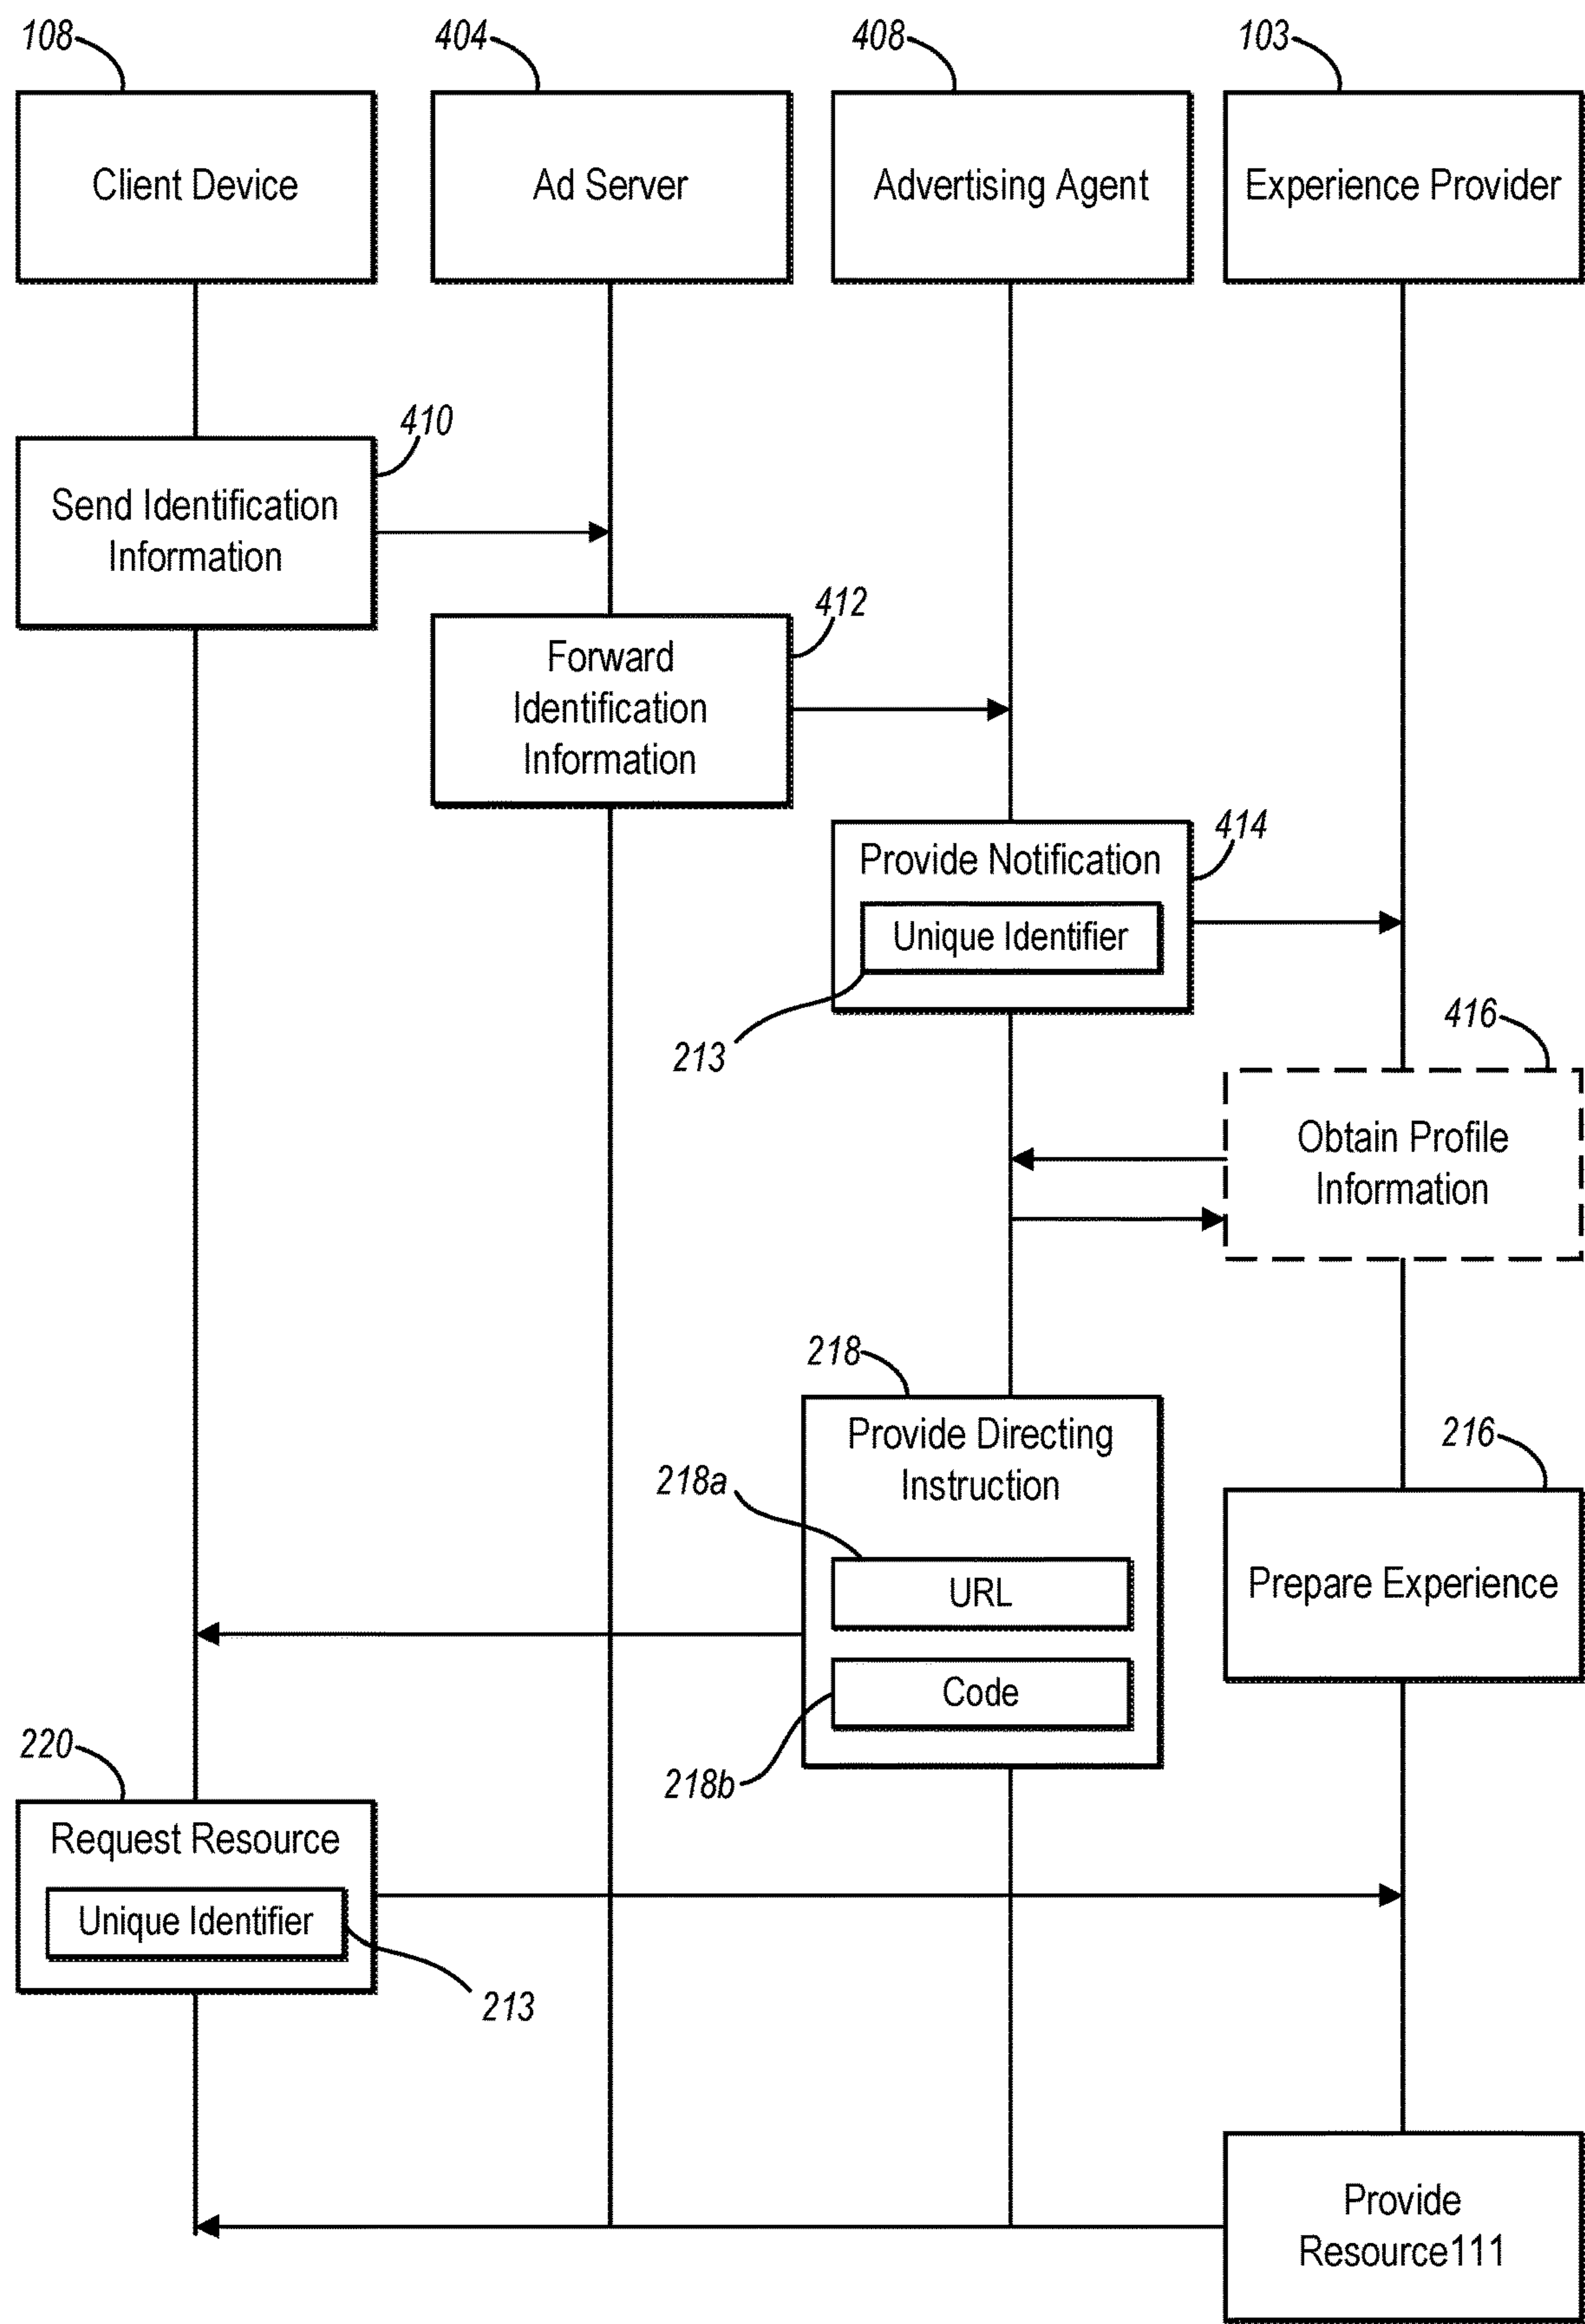 108
404
408
103
Client Device
Ad Server
Advertising Agent
Experience Provider
410
Send Identification
Information
412
Forward
Identification
Information
414
Provide Notification
Unique Identifier
213
416
Obtain Profile
Information
218
Provide Directing
Instruction
218a
URL
Code
218b
216
Prepare Experience
220
Request Resource
Unique Identifier
213
Provide
Resource111